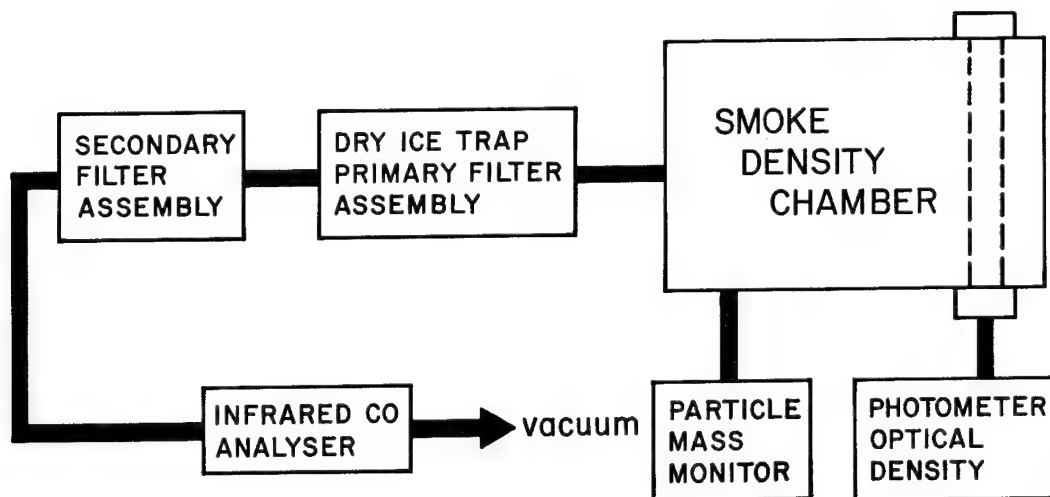 SMOKE
DENSITY
CHAMBER
SECONDARY
FILTER
ASSEMBLY
DRY ICE TRAP
PRIMARY FILTER
ASSEMBLY
INFRARED CO
ANALYSER
vacuum
PARTICLE
MASS
MONITOR
PHOTOMETER
OPTICAL
DENSITY